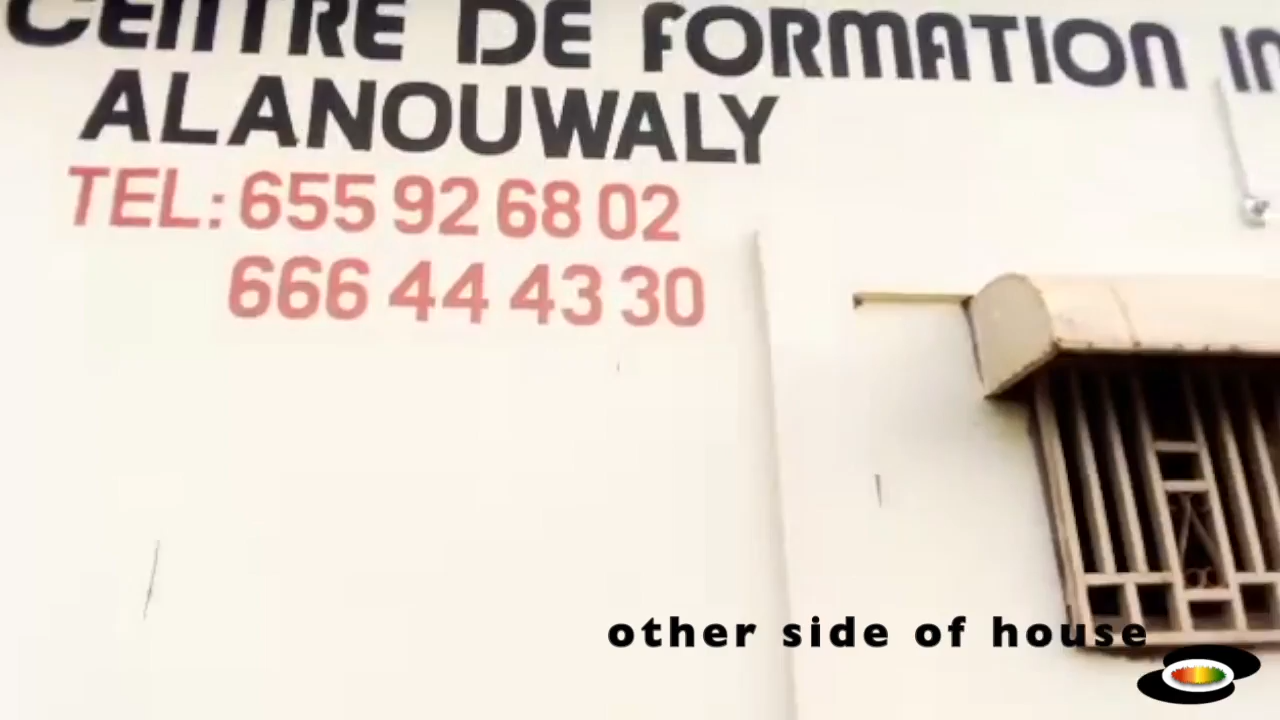 CENTRE DE FORMATION
ALANOUWALY
TEL: 655 92 68 02
666 44 43 30
other side of house